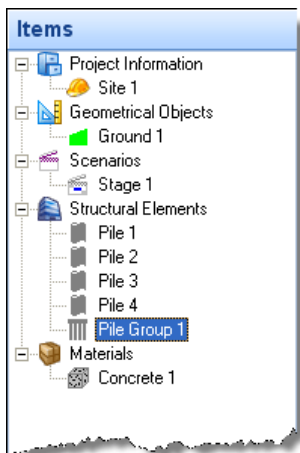 Items
Project Information
Site 1
Geometrical Objects
Ground 1
Scenarios
Stage 1
Structural Elements
Pile 1
Pile 2
Pile 3
Pile 4
Pile Group 1
Materials
Concrete 1